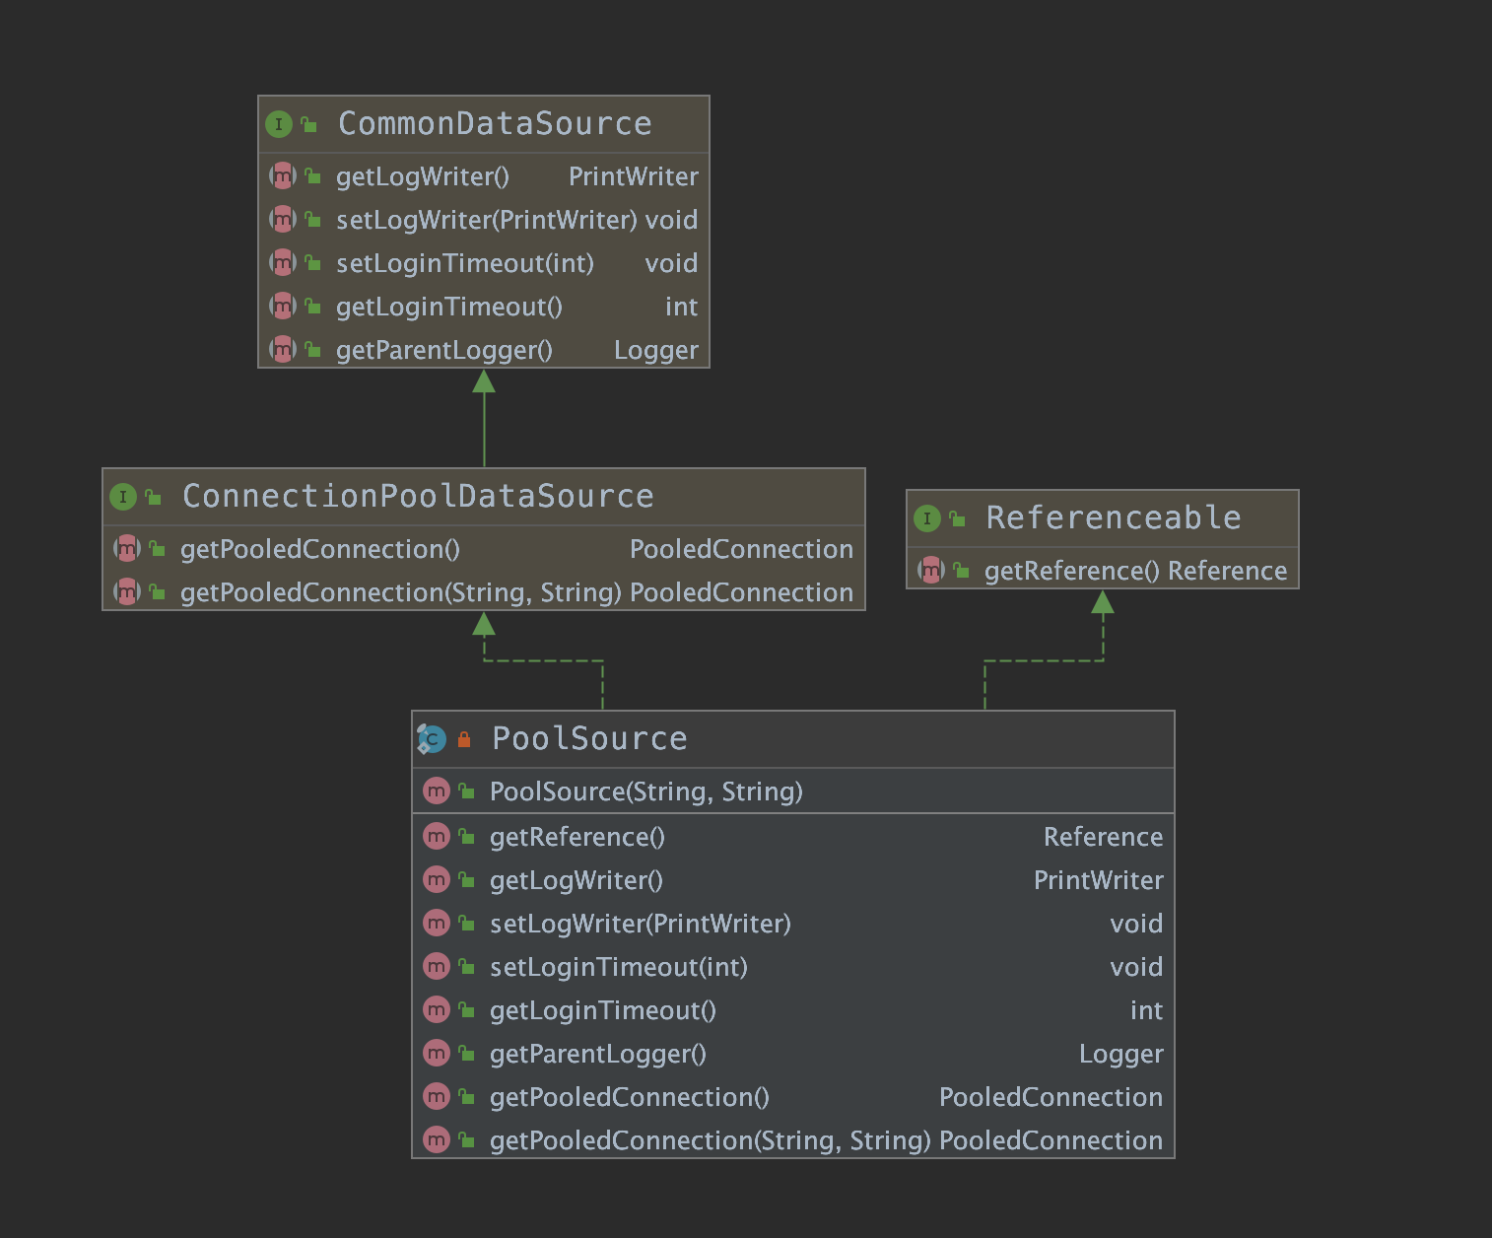 CommonDataSource
getLogWriter() PrintWriter
setLogWriter(PrintWriter) void
setLoginTimeout(int) void
getLoginTimeout() int
getParentLogger() Logger
ConnectionPoolDataSource
getPooledConnection() PooledConnection
getPooledConnection(String, String) PooledConnection
Referenceable
getReference() Reference
PoolSource
PoolSource(String, String)
getReference() Reference
getLogWriter() PrintWriter
setLogWriter(PrintWriter) void
setLoginTimeout(int) void
getLoginTimeout() int
getParentLogger() Logger
getPooledConnection() PooledConnection
getPooledConnection(String, String) PooledConnection